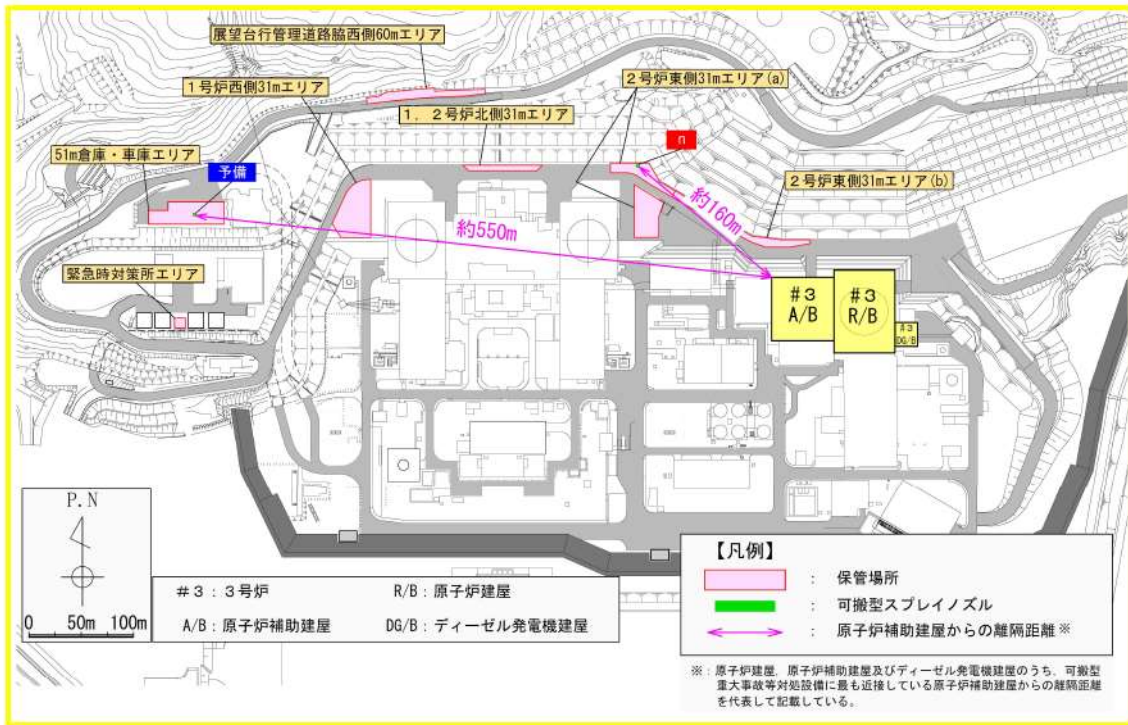 展望台行管理道路脇西側60mエリア
1号炉西側31mエリア
2号炉東側31mエリア(a)
1，2号炉北側31mエリア
n
51m倉庫・車庫エリア
予備
2号炉東側31mエリア(b)
約160m
約550m
緊急時対策所エリア
#3
A/B
#3
R/B
#3
DG/B
P.N
0 50m 100m
#3：3号炉 R/B：原子炉建屋
A/B：原子炉補助建屋 DG/B：ディーゼル発電機建屋
【凡例】
： 保管場所
： 可搬型スプレイノズル
： 原子炉補助建屋からの離隔距離※
※：原子炉建屋，原子炉補助建屋及びディーゼル発電機建屋のうち，可搬型
重大事故等対処設備に最も近接している原子炉補助建屋からの離隔距離
を代表して記載している。